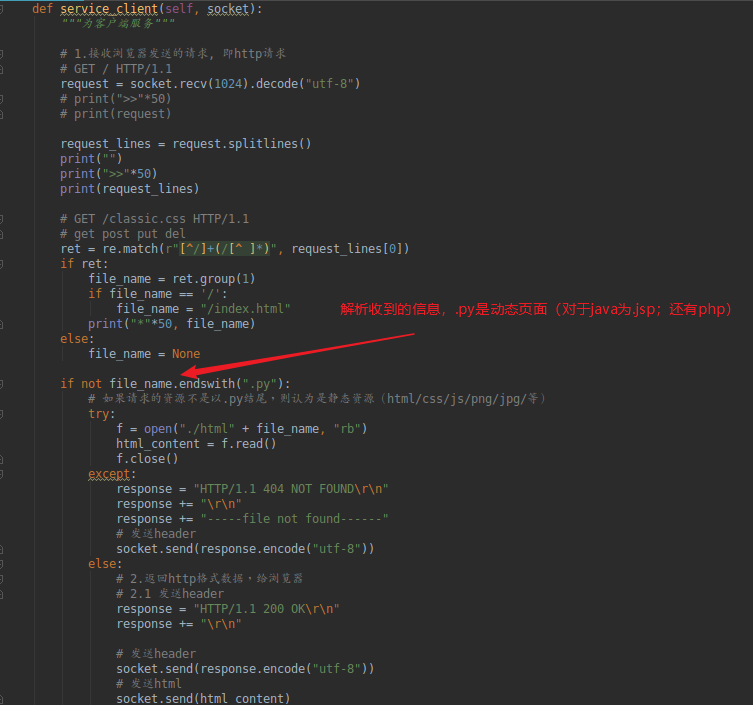 def service_client(self, socket):
"""为客户端服务"""
# 1.接收浏览器发送的请求, 即http请求
# GET / HTTP/1.1
request = socket.recv(1024).decode("utf-8")
# print(">>"*50)
# print(request)
request_lines = request.splitlines()
print("")
print(">>"*50)
print(request_lines)
# GET /classic.css HTTP/1.1
# get post put del
ret = re.match(r"[^/]+(/[^ ]*)", request_lines[0])
if ret:
file_name = ret.group(1)
if file_name == '/':
file_name = "/index.html"
解析收到的信息，.py是动态页面（对于java为.jsp；还有php）
print("*"*50, file_name)
else:
file_name = None
if not file_name.endswith(".py"):
# 如果请求的资源不是以.py结尾，则认为是静态资源（html/css/js/png/jpg/等）
try:
f = open("./html" + file_name, "rb")
html_content = f.read()
f.close()
except:
response = "HTTP/1.1 404 NOT FOUND\r\n"
response += "\r\n"
response += "-----file not found------"
# 发送header
socket.send(response.encode("utf-8"))
else:
# 2.返回http格式数据，给浏览器
# 2.1 发送header
response = "HTTP/1.1 200 OK\r\n"
response += "\r\n"
# 发送header
socket.send(response.encode("utf-8"))
# 发送html
socket.send(html_content)